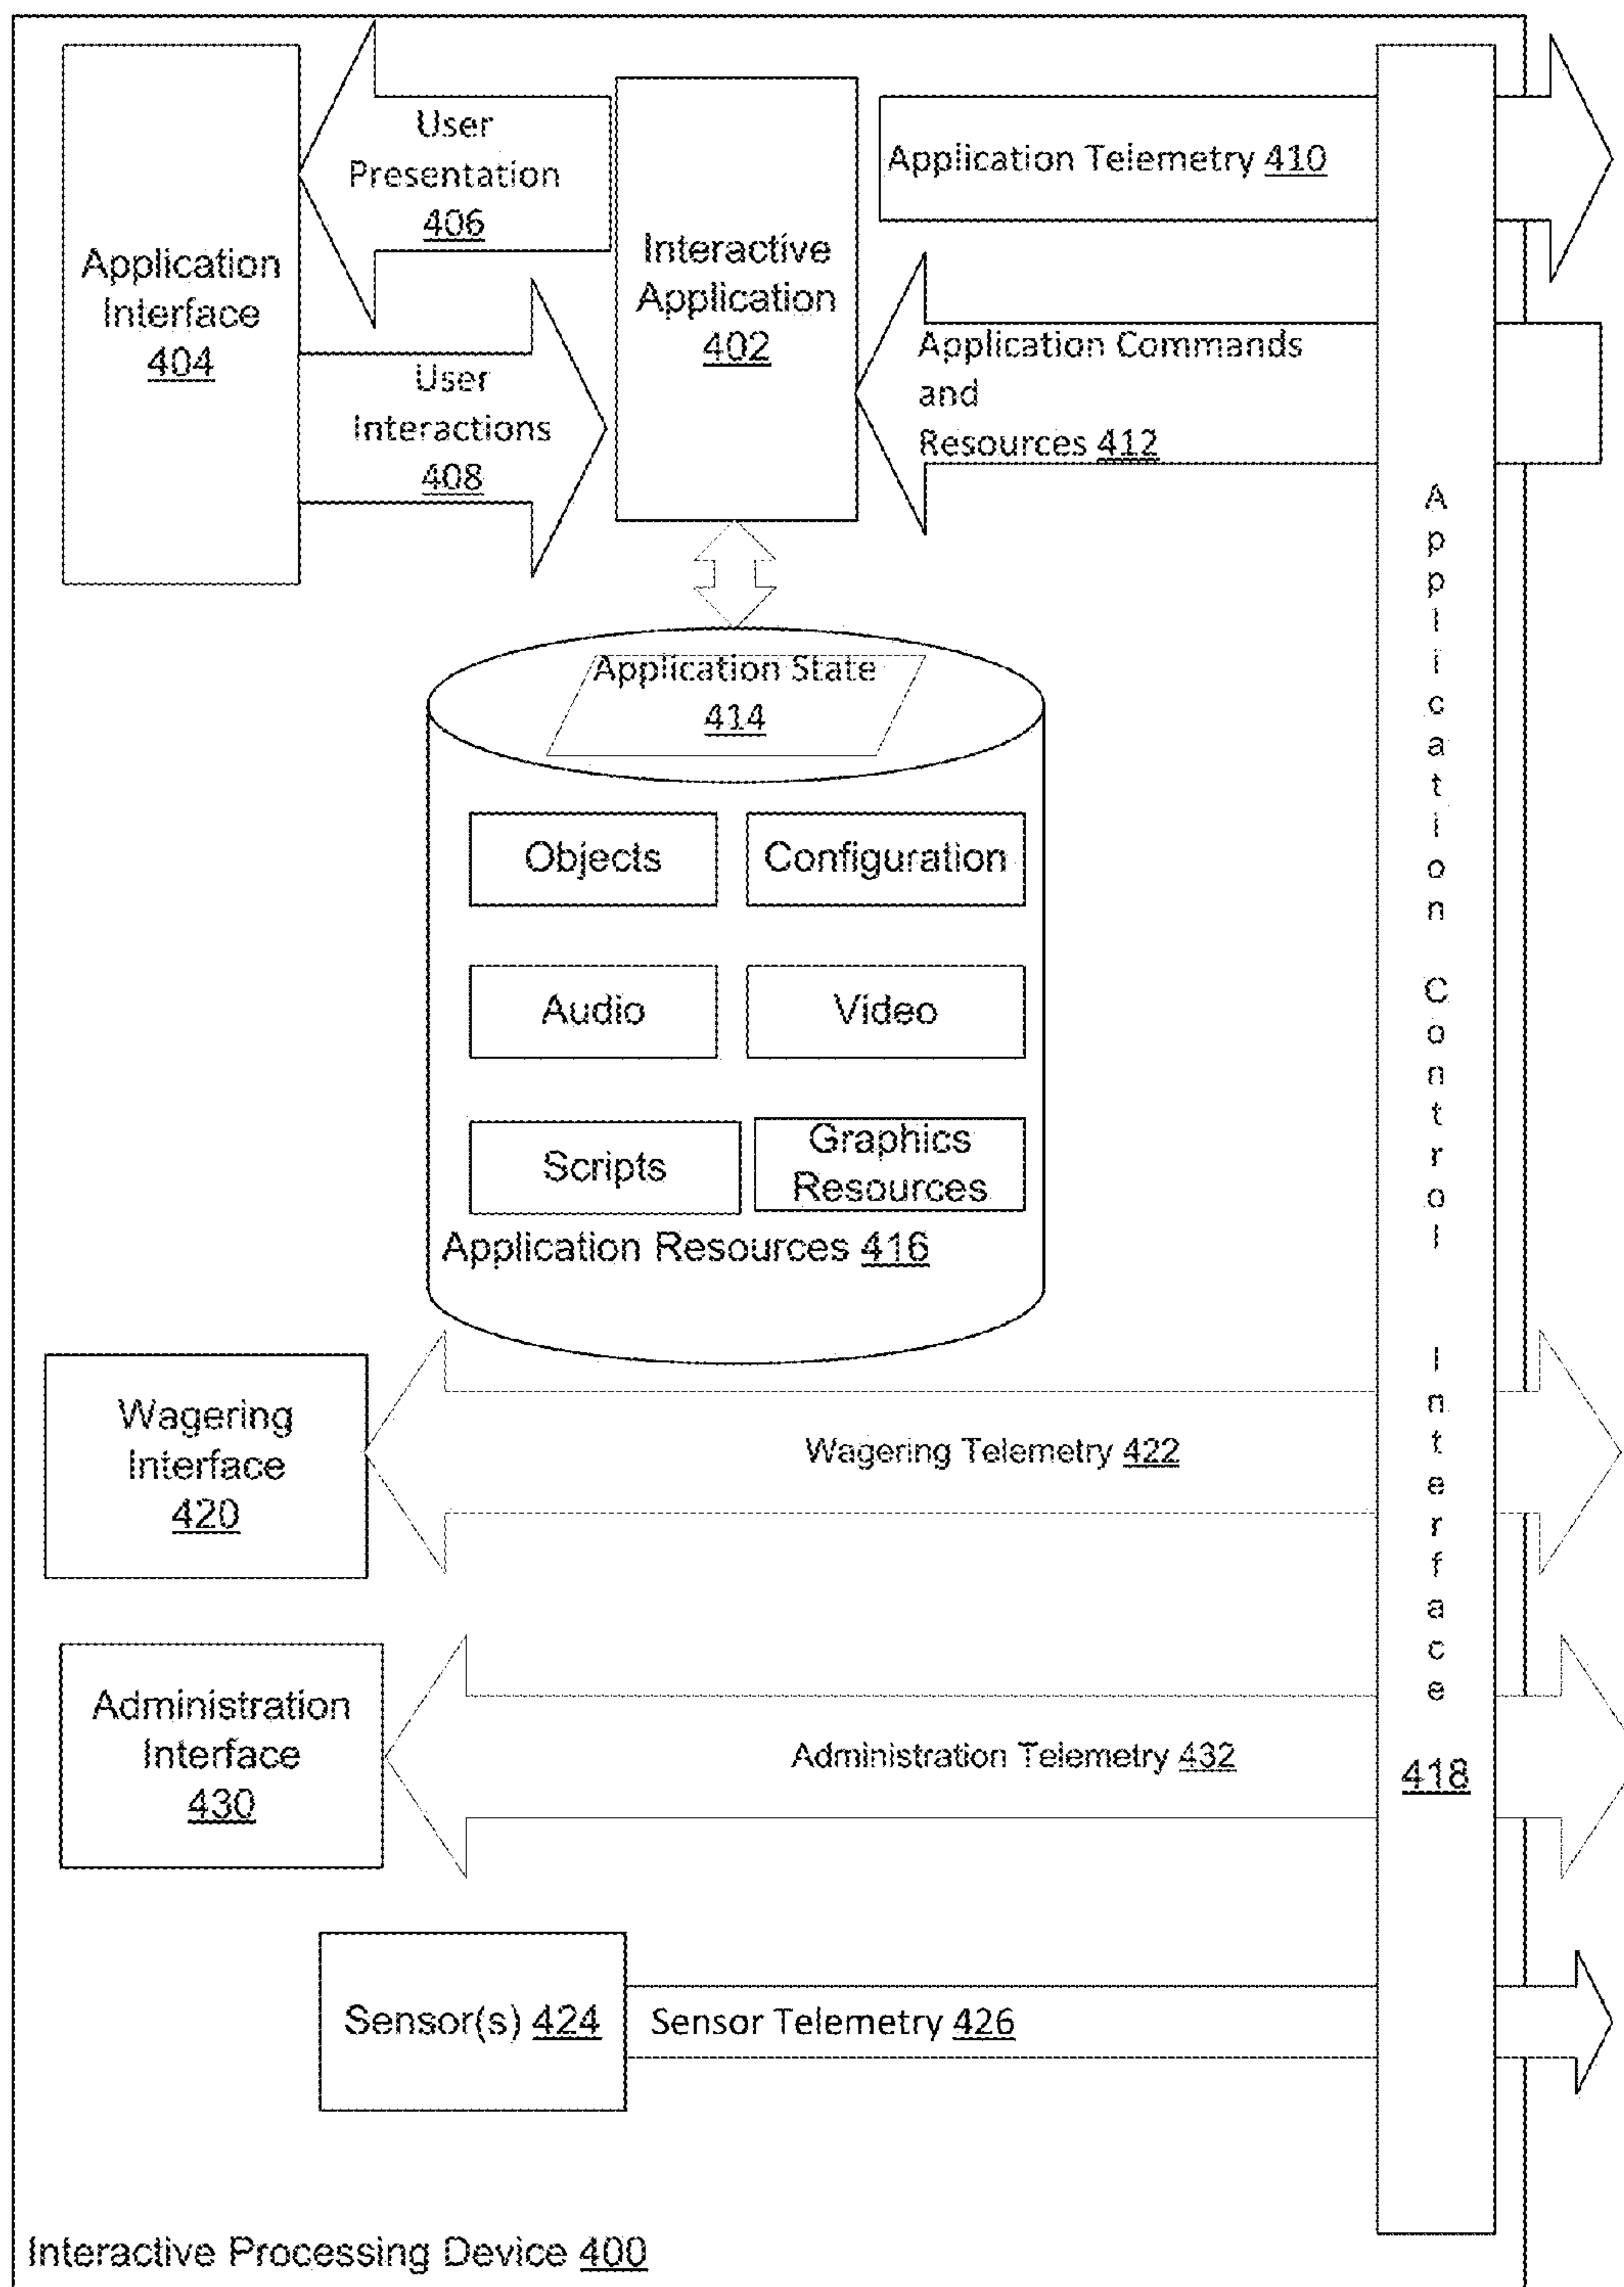 User
Presentation
406
Application Telemetry 410
Application
Interface
404
Interactive
Application
402
Application Commands
and
Resources 412
User
Interactions
408
Application State
414
Objects
Configuration
Audio
Video
Scripts
Graphics
Resources
Application Resources 416
Application Control Interface
418
Wagering
Interface
420
Wagering Telemetry 422
Administration
Interface
430
Administration Telemetry 432
Sensor(s) 424
Sensor Telemetry 426
Interactive Processing Device 400